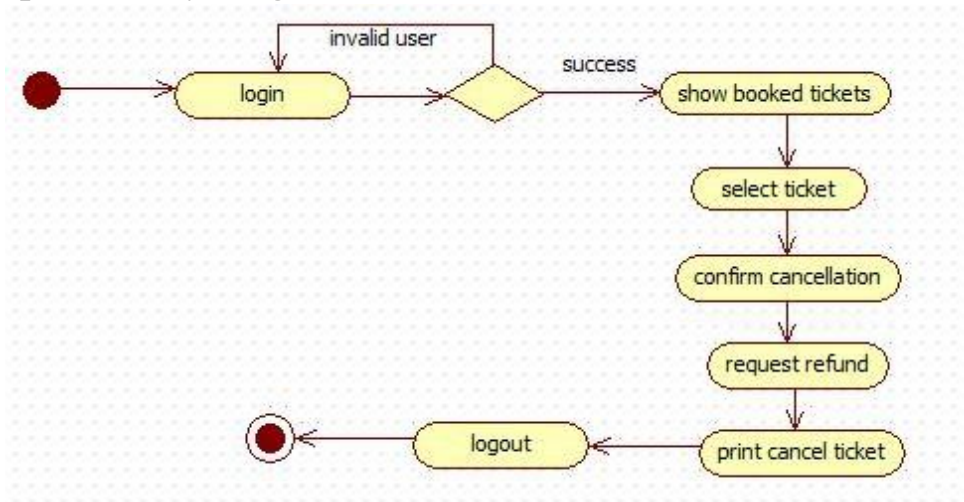 invalid user
login
success
show booked tickets
select ticket
confirm cancellation
request refund
print cancel ticket
logout